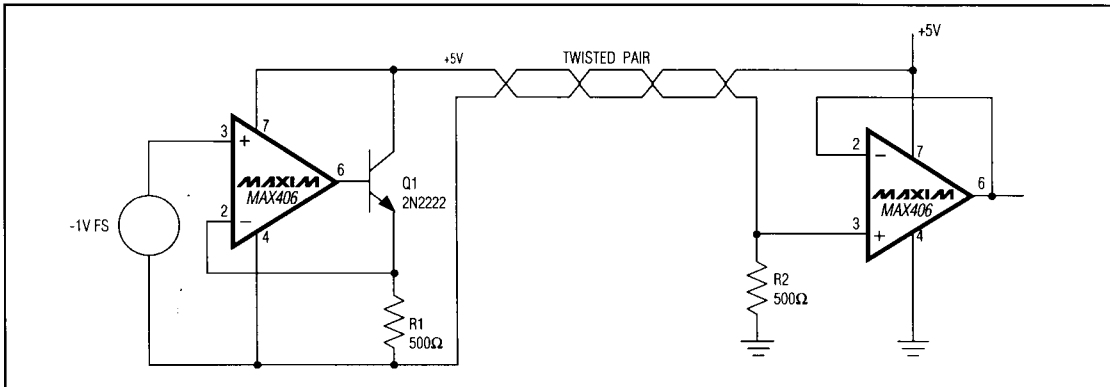 +5V
TWISTED PAIR
+5V
3
+
7
MAXIM
MAX406
6
Q1
2N2222
2
−
4
-1V FS
R1
500Ω
2
−
7
MAXIM
MAX406
6
3
+
4
R2
500Ω